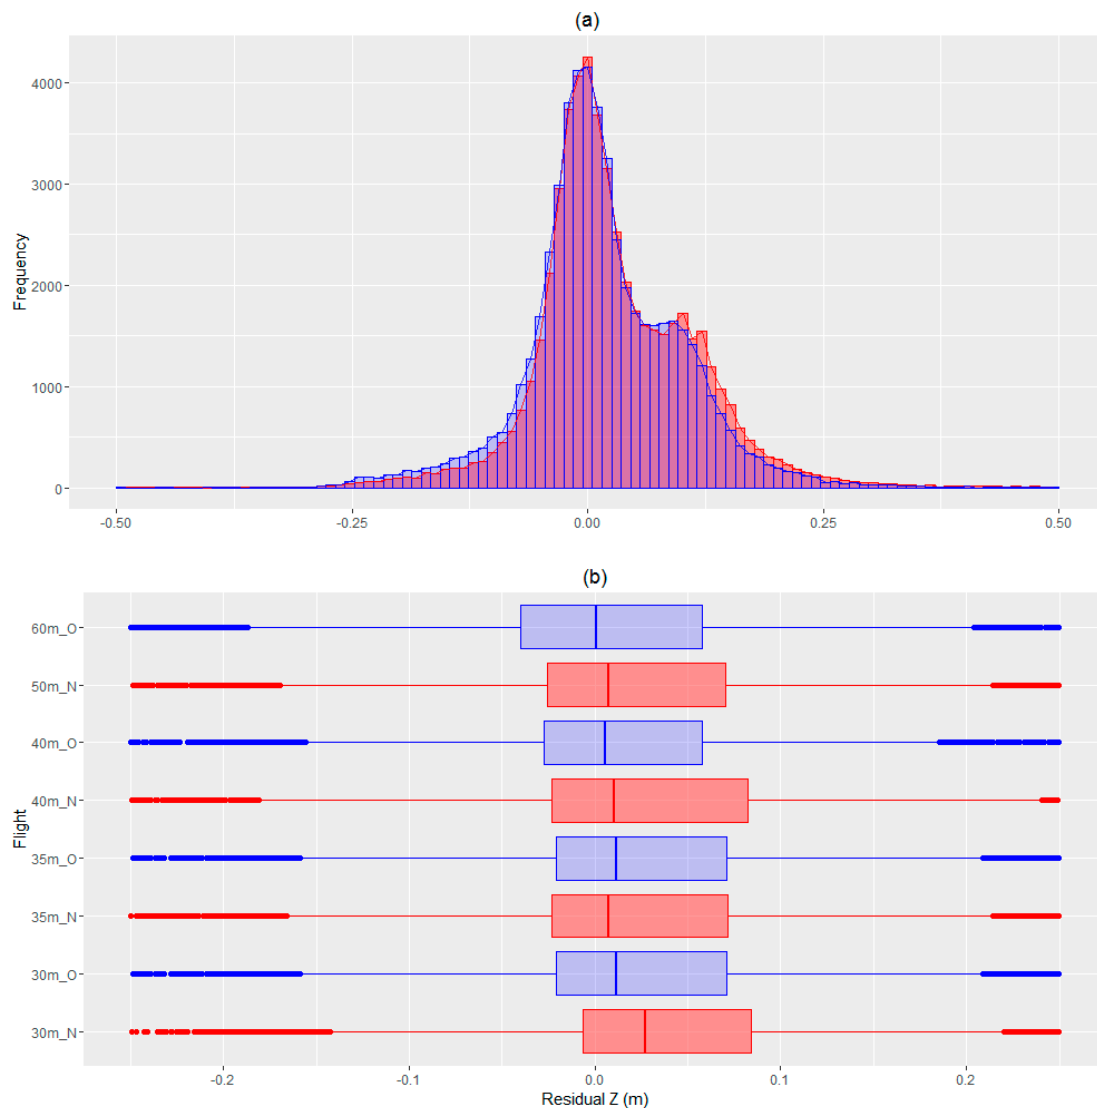 (a)
Frequency
4000
3000
2000
1000
0
-0.50 -0.25 0.00 0.25 0.50
(b)
Flight
60m_O
50m_N
40m_O
40m_N
35m_O
35m_N
30m_O
30m_N
-0.2 -0.1 0.0 0.1 0.2
Residual Z (m)